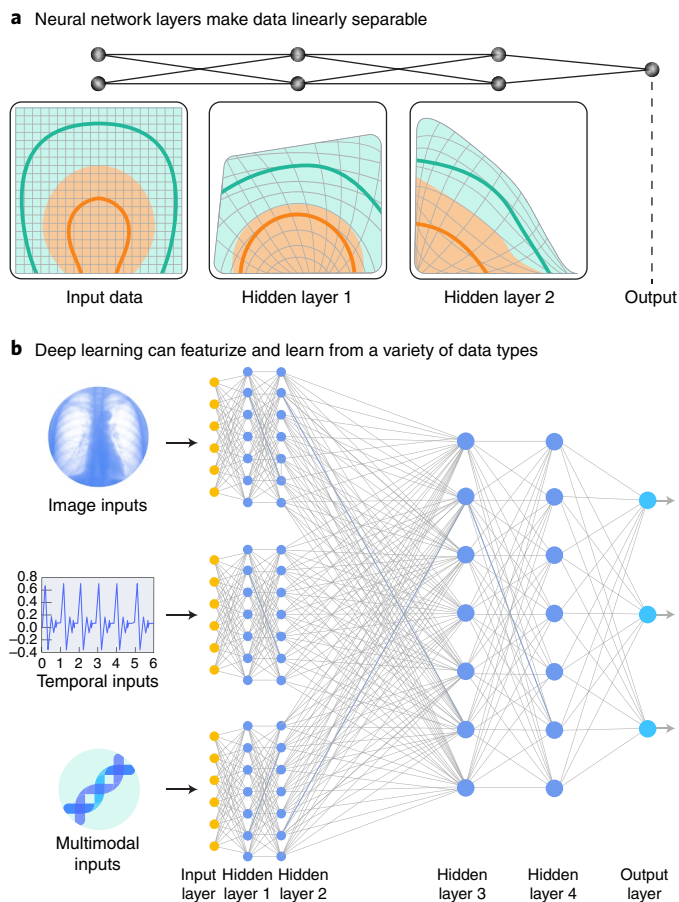 a Neural network layers make data linearly separable
Input data
Hidden layer 1
Hidden layer 2
Output
b Deep learning can featurize and learn from a variety of data types
Image inputs
0.8
0.6
0.4
0.2
0.0
−0.2
−0.4
0 1 2 3 4 5 6
Temporal inputs
Multimodal
inputs
Input
layer
Hidden
layer 1
Hidden
layer 2
Hidden
layer 3
Hidden
layer 4
Output
layer